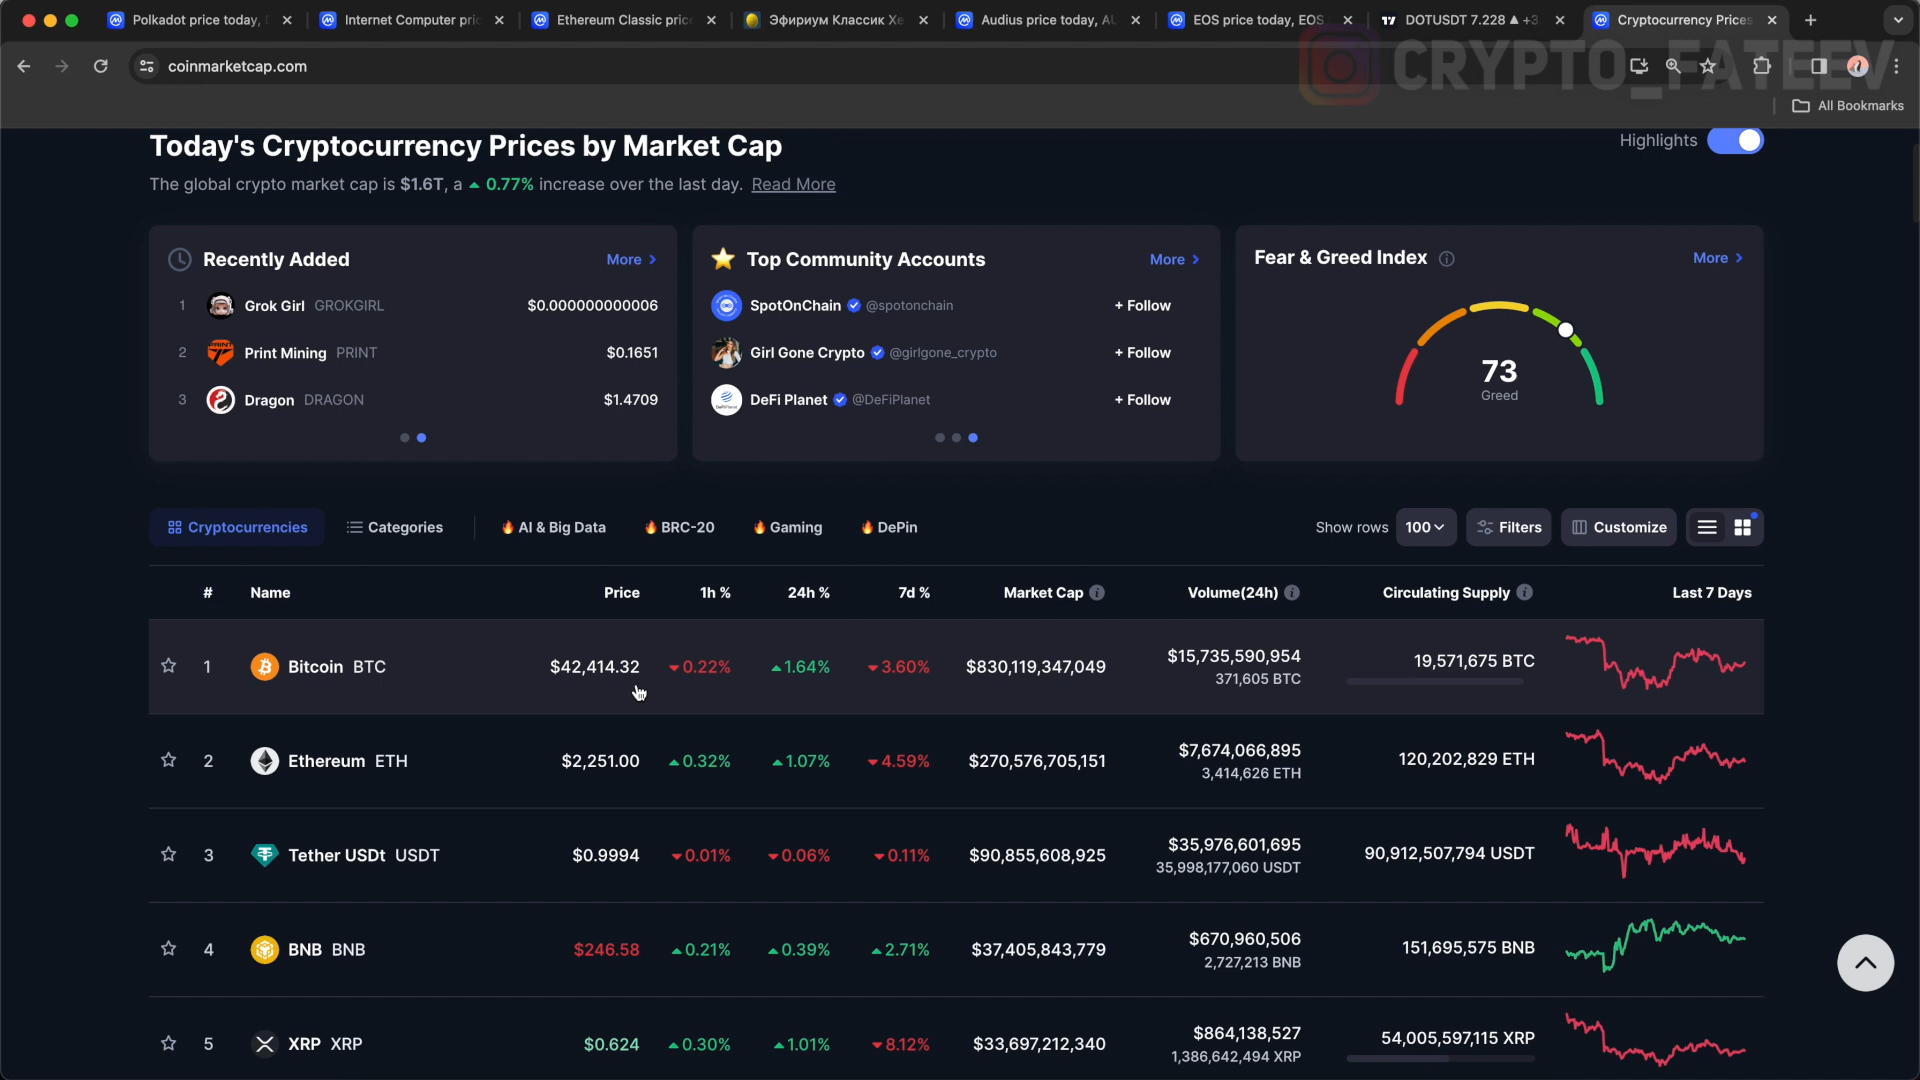 Polkadot price today,
Internet Computer pric
Ethereum Classic price
Эфириум Классик Хе
Audius price today, AU
EOS price today, EOS
DOTUSDT 7.228 ▲ +3
Cryptocurrency Prices
coinmarketcap.com
CRYPTO_FATEEV
All Bookmarks
Today's Cryptocurrency Prices by Market Cap
Highlights
The global crypto market cap is $1.6T, a ▲ 0.77% increase over the last day. Read More
Recently Added
More >
1 Grok Girl GROKGIRL $0.000000000006
2 Print Mining PRINT $0.1651
3 Dragon DRAGON $1.4709
Top Community Accounts
More >
SpotOnChain @spotonchain + Follow
Girl Gone Crypto @girlgone_crypto + Follow
DeFi Planet @DeFiPlanet + Follow
Fear & Greed Index
More >
73
Greed
Cryptocurrencies
Categories
AI & Big Data
BRC-20
Gaming
DePin
Show rows 100
Filters
Customize
# Name Price 1h % 24h % 7d % Market Cap Volume(24h) Circulating Supply Last 7 Days
1 Bitcoin BTC $42,414.32 ▼0.22% ▲1.64% ▼3.60% $830,119,347,049 $15,735,590,954 19,571,675 BTC
371,605 BTC
2 Ethereum ETH $2,251.00 ▲0.32% ▲1.07% ▼4.59% $270,576,705,151 $7,674,066,895 120,202,829 ETH
3,414,626 ETH
3 Tether USDt USDT $0.9994 ▼0.01% ▼0.06% ▼0.11% $90,855,608,925 $35,976,601,695 90,912,507,794 USDT
35,998,177,060 USDT
4 BNB BNB $246.58 ▲0.21% ▲0.39% ▲2.71% $37,405,843,779 $670,960,506 151,695,575 BNB
2,727,213 BNB
5 XRP XRP $0.624 ▲0.30% ▲1.01% ▼8.12% $33,697,212,340 $864,138,527 54,005,597,115 XRP
1,386,642,494 XRP